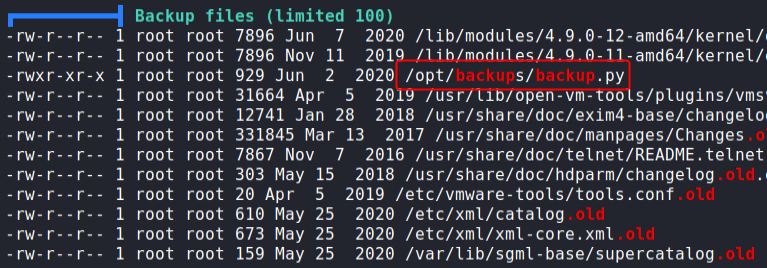 Backup files (limited 100)
-rw-r--r-- 1 root root 7896 Jun  7  2020 /lib/modules/4.9.0-12-amd64/kernel/
-rw-r--r-- 1 root root 7896 Nov 11  2019 /lib/modules/4.9.0-11-amd64/kernel/
-rwxr-xr-x 1 root root 929 Jun  2  2020 /opt/backups/backup.py
-rw-r--r-- 1 root root 31664 Apr  5  2019 /usr/lib/open-vm-tools/plugins/vmsv
-rw-r--r-- 1 root root 12741 Jan 28  2018 /usr/share/doc/exim4-base/changelo
-rw-r--r-- 1 root root 331845 Mar 13  2017 /usr/share/doc/manpages/Changes.ol
-rw-r--r-- 1 root root 7867 Nov  7  2016 /usr/share/doc/telnet/README.telnet
-rw-r--r-- 1 root root 303 May 15  2018 /usr/share/doc/hdparm/changelog.old.
-rw-r--r-- 1 root root 20 Apr  5  2019 /etc/vmware-tools/tools.conf.old
-rw-r--r-- 1 root root 610 May 25  2020 /etc/xml/catalog.old
-rw-r--r-- 1 root root 673 May 25  2020 /etc/xml/xml-core.xml.old
-rw-r--r-- 1 root root 159 May 25  2020 /var/lib/sgml-base/supercatalog.old